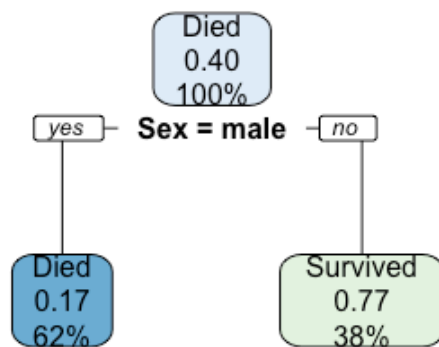 Died
0.40
100%
yes Sex = male no
Died
0.17
62%
Survived
0.77
38%